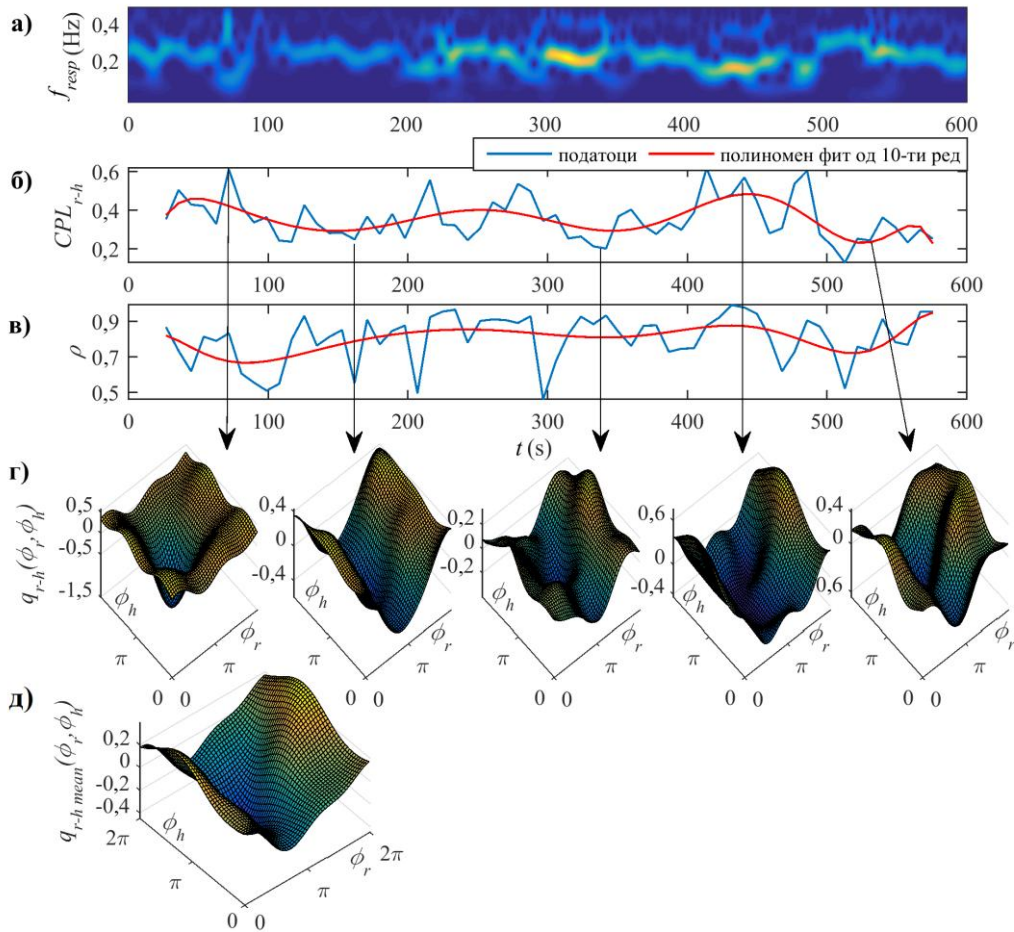 а)
f_resp (Hz)
0,4
0,2
0 100 200 300 400 500 600
податоци полиномен фит од 10-ти ред
б)
CPL_r-h
0,6
0,4
0,2
0 100 200 300 400 500 600
в)
ρ
0,9
0,7
0,5
0 100 200 300 400 500 600
t (s)
г)
q_r-h(ϕ_r,ϕ_h)
0,5
0
-0,5
-1,5
ϕ_h
π
0 0
π
ϕ_r
0,4
0
-0,4
ϕ_h
π
0 0
π
ϕ_r
0,2
0
-0,2
ϕ_h
π
0 0
π
ϕ_r
0,6
0
-0,4
ϕ_h
π
0 0
π
ϕ_r
0,4
0
0,6
ϕ_h
π
0 0
π
ϕ_r
д)
q_r-h mean(ϕ_r,ϕ_h)
0,2
0
-0,2
-0,4
2π
ϕ_h
π
0 0
π
ϕ_r
2π